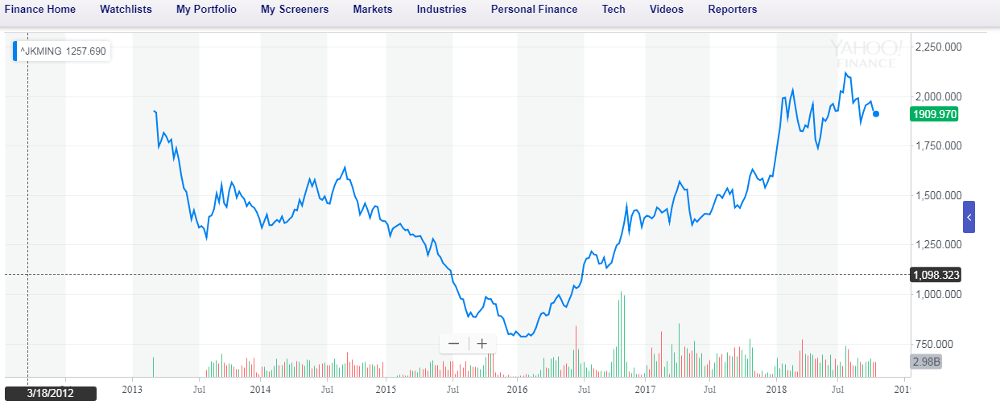 Finance Home Watchlists My Portfolio My Screeners Markets Industries Personal Finance Tech Videos Reporters
^JKMING 1257.690
YAHOO!
FINANCE
2,250.000
2,000.000
1909.970
1,750.000
1,500.000
1,250.000
1,098.323
1,000.000
750.000
2.98B
2013 Jul 2014 Jul 2015 Jul 2016 Jul 2017 Jul 2018 Jul 201
3/18/2012